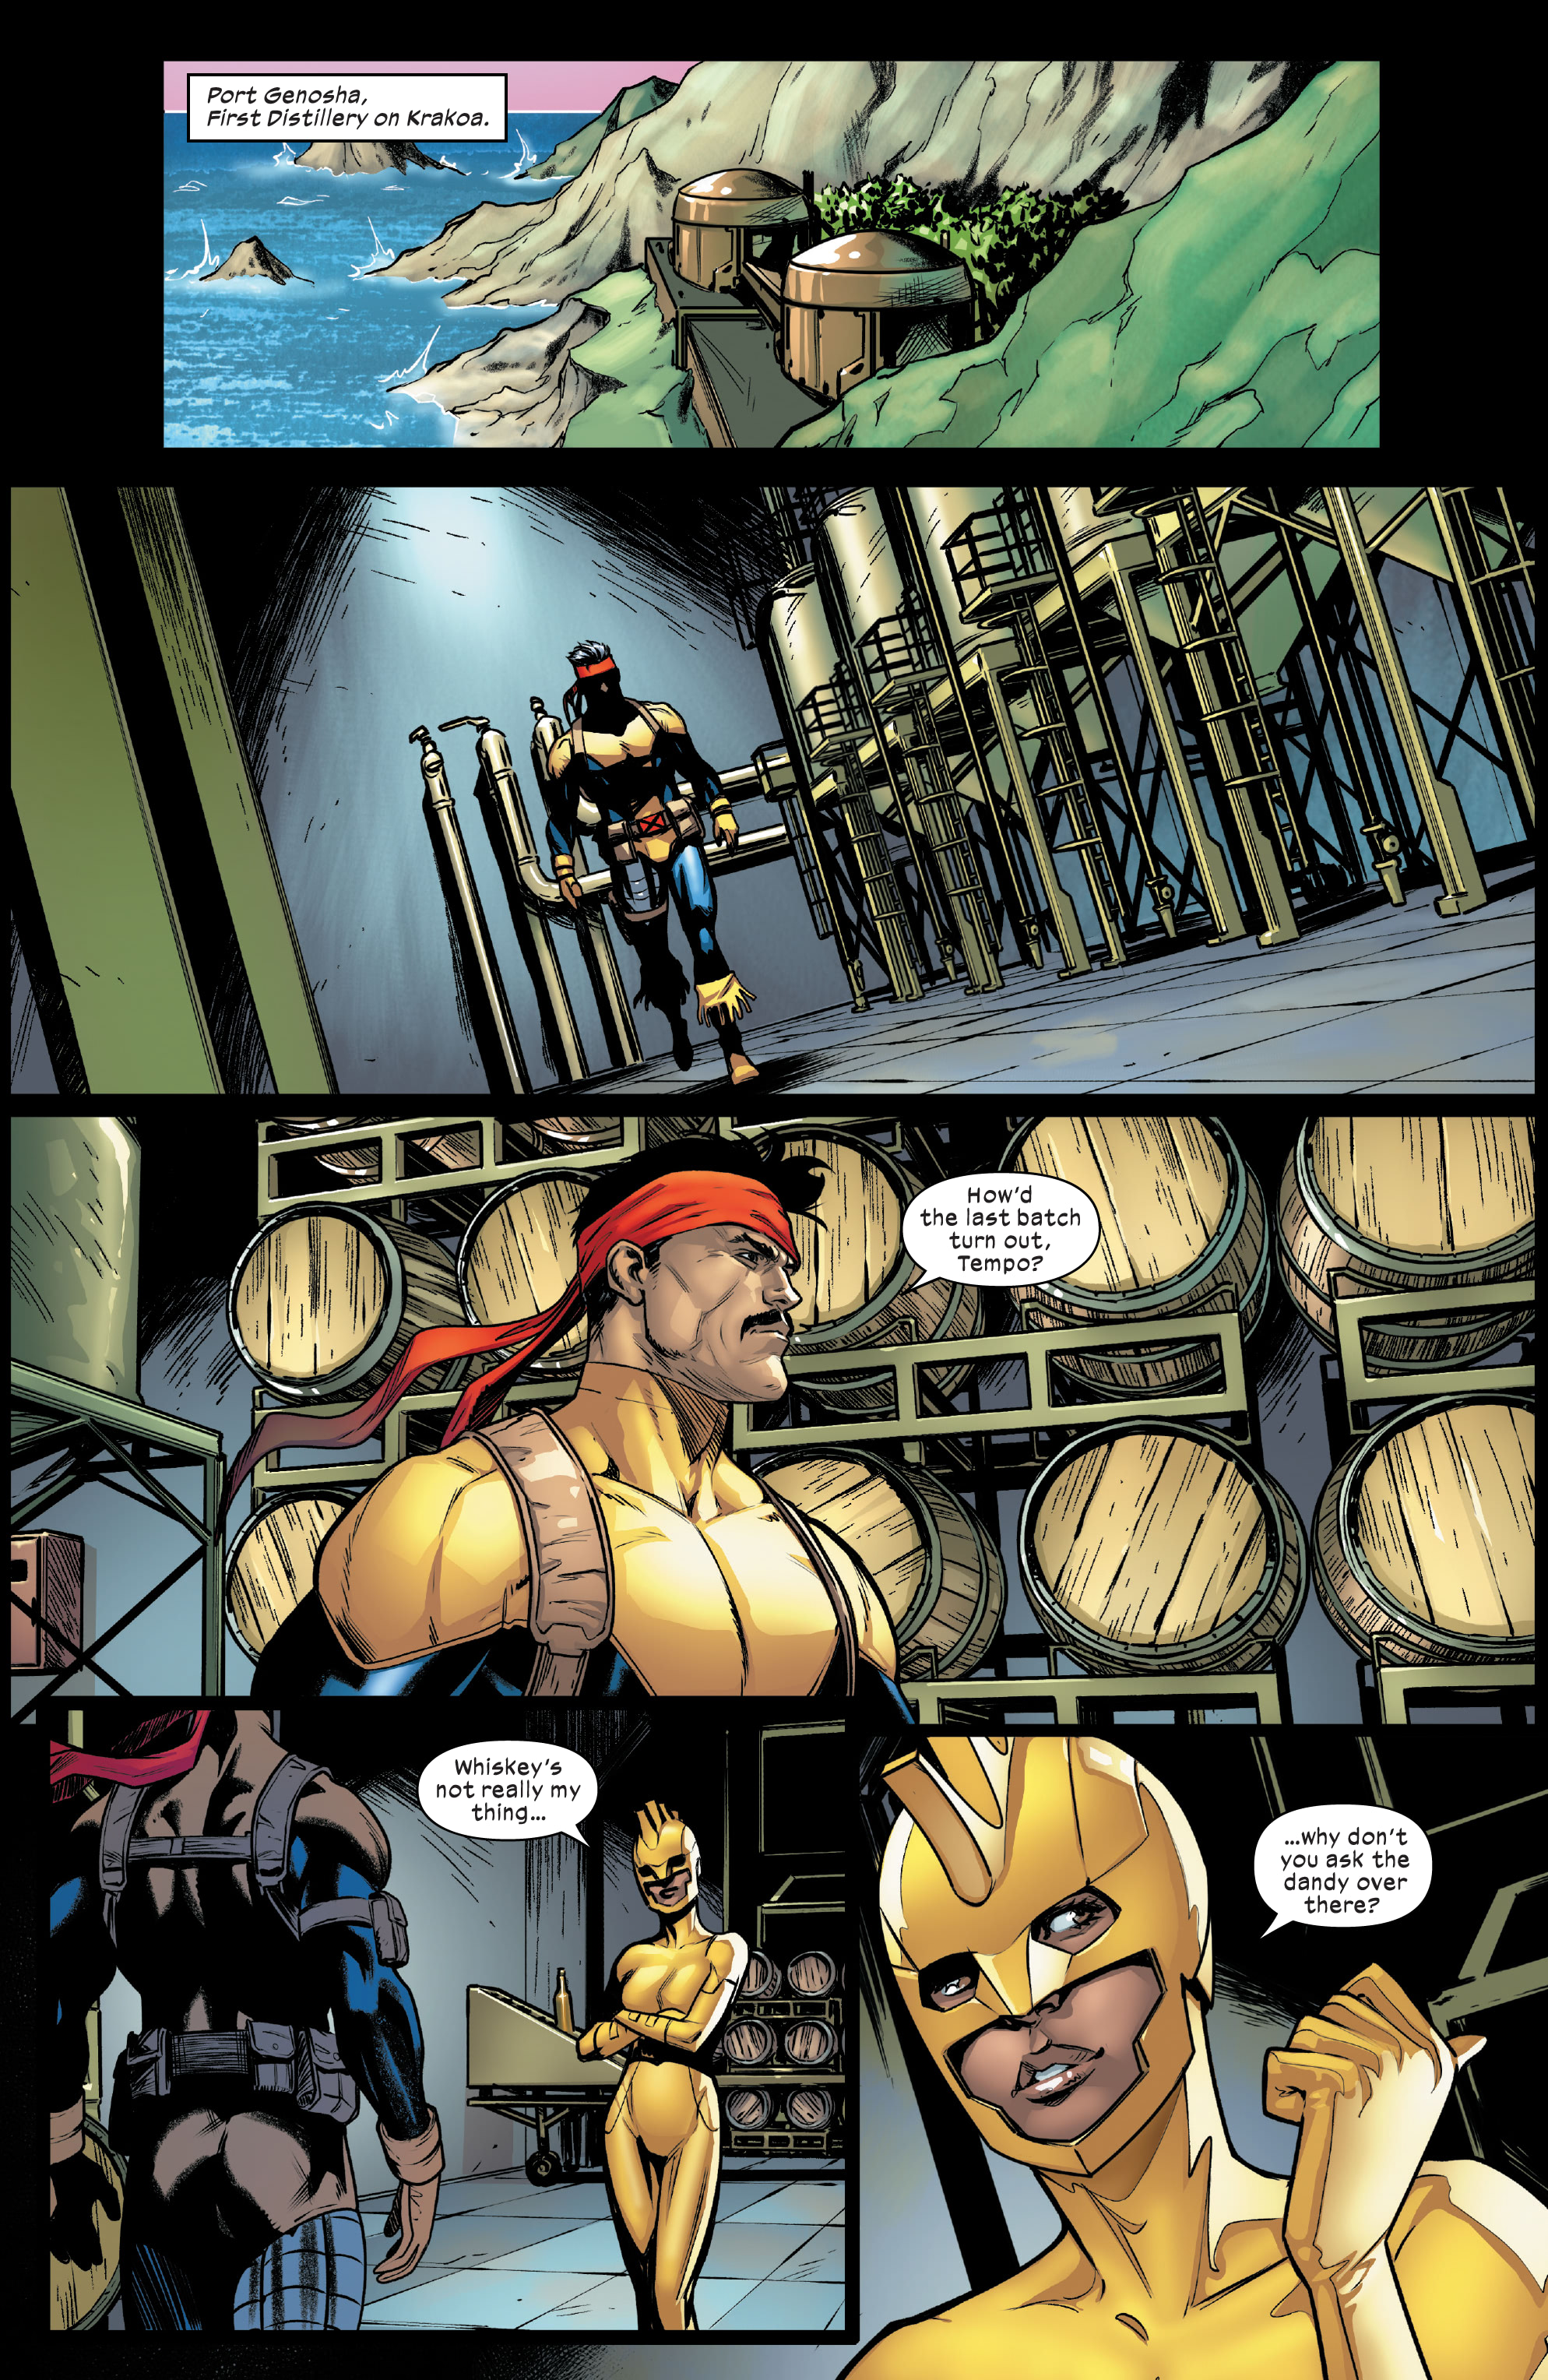 Port Genosha,
First Distillery on Krakoa.
How'd
the last batch
turn out,
Tempo?
Whiskey's
not really my
thing...
...why don't
you ask the
dandy over
there?